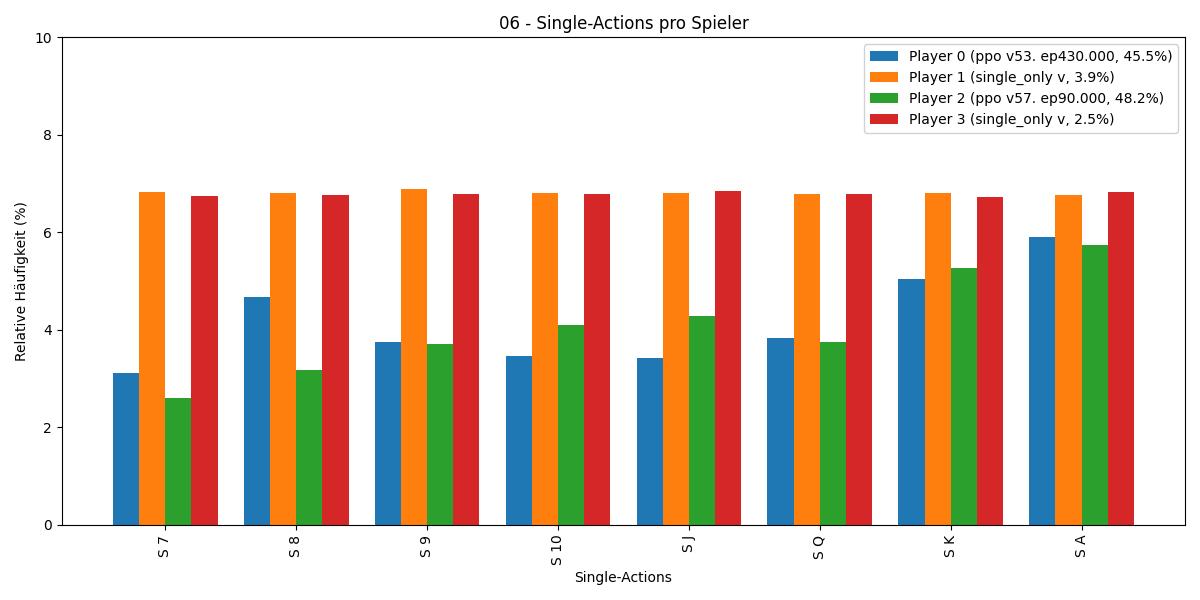 06 - Single-Actions pro Spieler
Player 0 (ppo v53. ep430.000, 45.5%)
Player 1 (single_only v, 3.9%)
Player 2 (ppo v57. ep90.000, 48.2%)
Player 3 (single_only v, 2.5%)
Relative Häufigkeit (%)
10
8
6
4
2
0
S 7
S 8
S 9
S 10
S J
S Q
S K
S A
Single-Actions